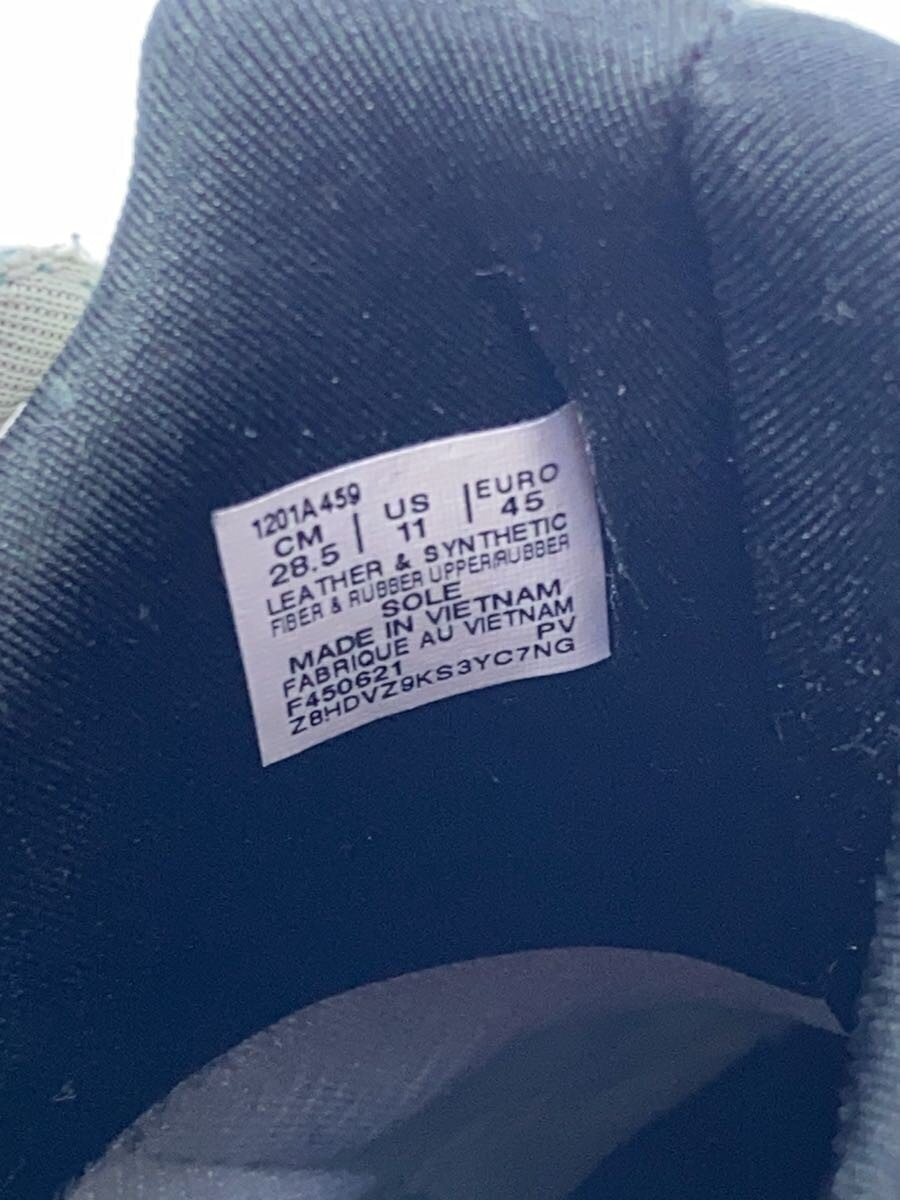 1201A459
CM | US | EURO
28.5 | 11 | 45
LEATHER & SYNTHETIC
FIBER & RUBBER UPPER/RUBBER
SOLE
MADE IN VIETNAM
FABRIQUE AU VIETNAM
F450621 PV
Z8HDVZ9KS3YC7NG